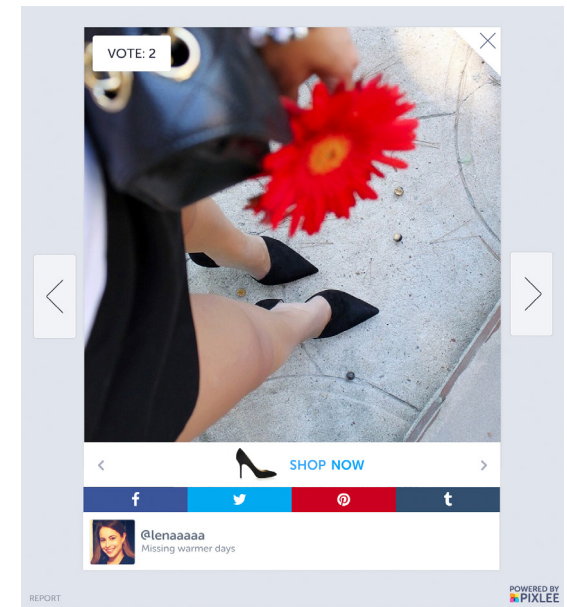 VOTE: 2
SHOP NOW
@lenaaaaa
Missing warmer days
REPORT
POWERED BY
PIXLEE